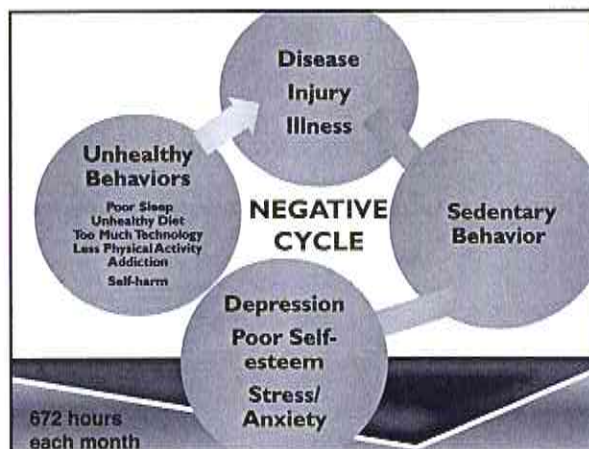 Disease
Injury
Illness
Unhealthy
Behaviors
Poor Sleep
Unhealthy Diet
Too Much Technology
Less Physical Activity
Addiction
Self-harm
NEGATIVE
CYCLE
Sedentary
Behavior
Depression
Poor Self-
esteem
Stress/
Anxiety
672 hours
each month